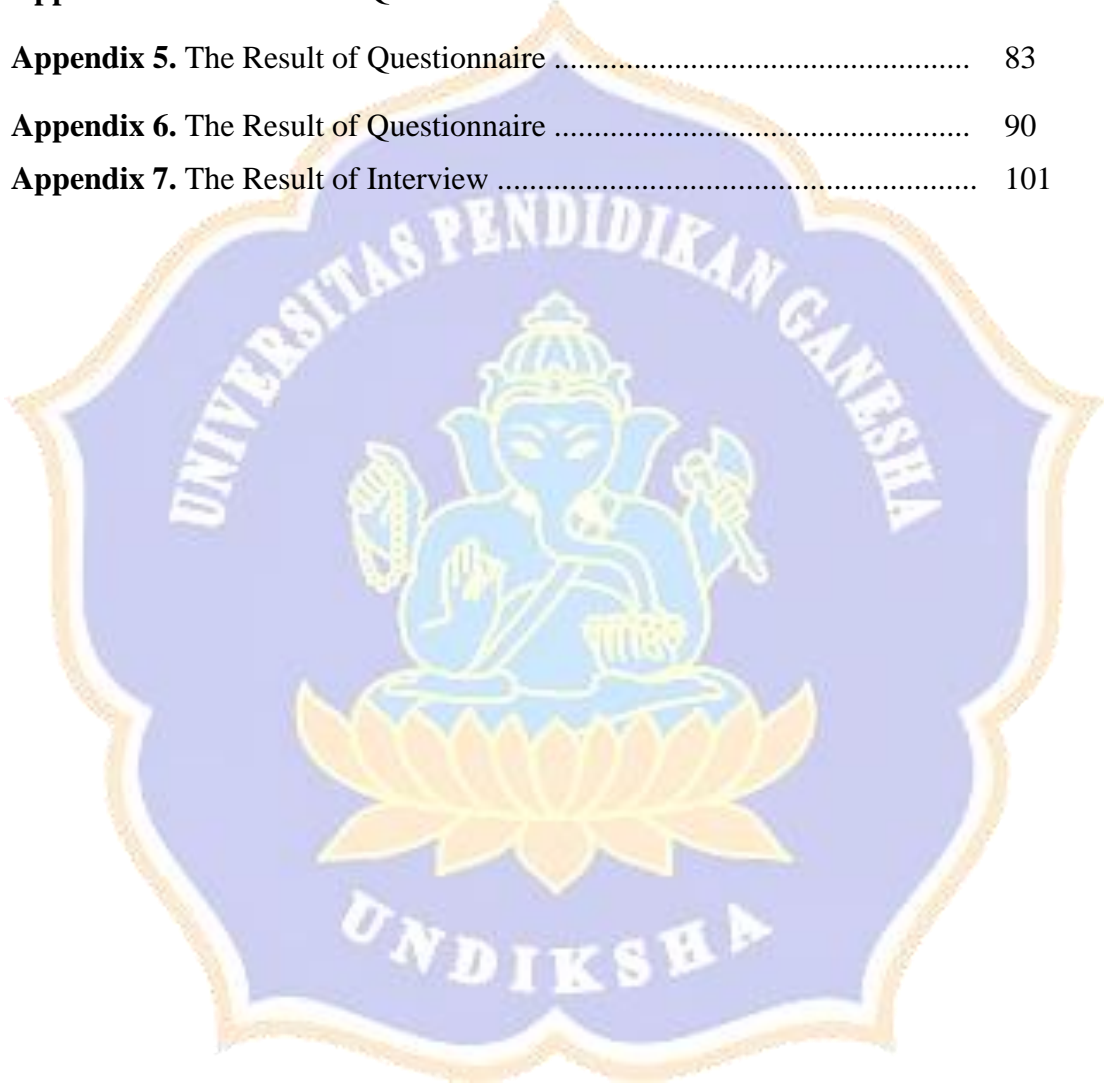 Appendix 5. The Result of Questionnaire .................................................... 83
Appendix 6. The Result of Questionnaire .................................................... 90
Appendix 7. The Result of Interview ............................................................ 101
UNIVERSITAS PENDIDIKAN GANESHA
UNDIKSHA